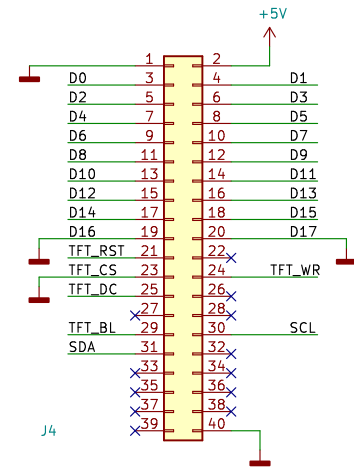 +5V
1 2
D0 3 4 D1
D2 5 6 D3
D4 7 8 D5
D6 9 10 D7
D8 11 12 D9
D10 13 14 D11
D12 15 16 D13
D14 17 18 D15
D16 19 20 D17
TFT_RST 21 22
TFT_CS 23 24 TFT_WR
TFT_DC 25 26
27 28
TFT_BL 29 30 SCL
SDA 31 32
33 34
35 36
37 38
J4 39 40